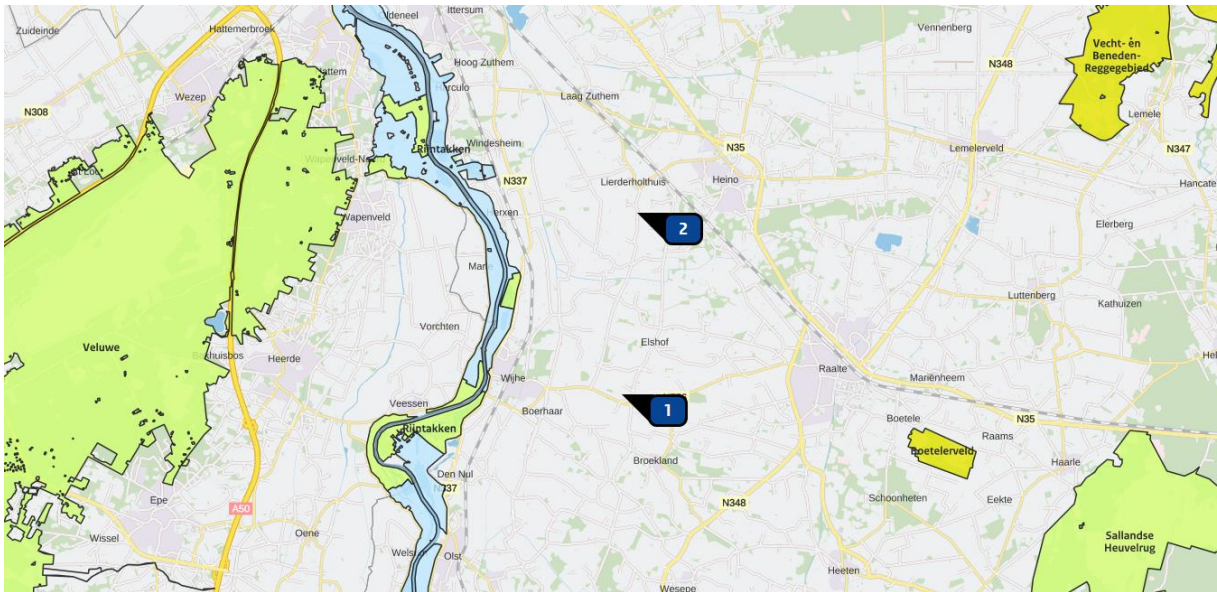 Zuideinde
Hattemerbroek
Ittersum
Vennenberg
Vecht- en
Beneden-
Reggegebied
Hoog Zuthem
N348
Wezep
Laag Zuthem
N308
Lemele
Windesheim
N35
Lemelerveld
N347
Rijntakken
N337
Lierderholthuis
Heino
Wapenveld
2
Elerberg
Luttenberg
Kathuizen
Vorchten
Elshof
Veluwe
Heerde
Raalte
Wijhe
Mariënheem
Veessen
Boerhaar
1
Boetele
N35
Rijntakken
Raams
Boetelerveld
Broekland
Haarle
Den Nul
Epe
Schoonheten
Eekte
A50
N348
Wissel
Oene
Sallandse
Heuvelrug
Olst
Heeten
Wesepe